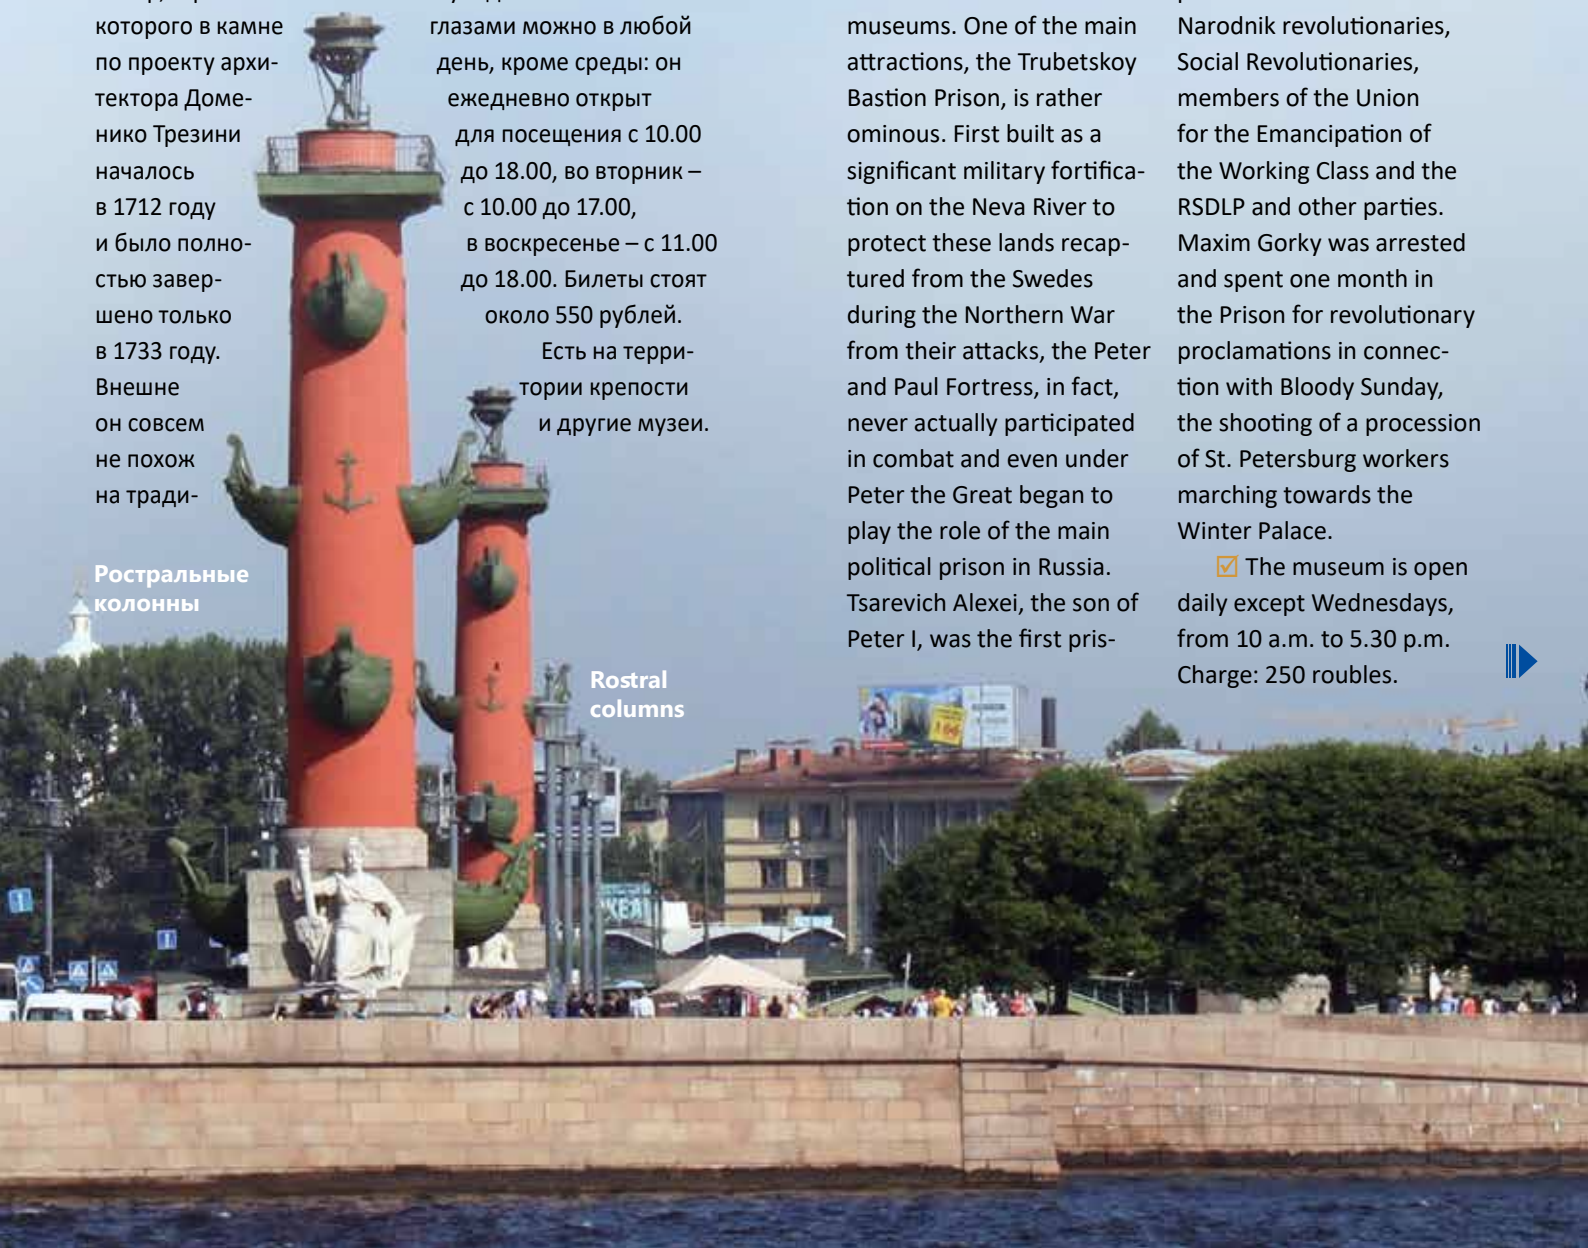 которого в камне
по проекту архи-
тектора Доме-
нико Трезини
началось
в 1712 году
и было полно-
стью завер-
шено только
в 1733 году.
Внешне
он совсем
не похож
на тради-
глазами можно в любой
день, кроме среды: он
ежедневно открыт
для посещения с 10.00
до 18.00, во вторник –
с 10.00 до 17.00,
в воскресенье – с 11.00
до 18.00. Билеты стоят
около 550 рублей.
Есть на терри-
тории крепости
и другие музеи.
Ростральные
колонны
Rostral
columns
museums. One of the main
attractions, the Trubetskoy
Bastion Prison, is rather
ominous. First built as a
significant military fortifica-
tion on the Neva River to
protect these lands recap-
tured from the Swedes
during the Northern War
from their attacks, the Peter
and Paul Fortress, in fact,
never actually participated
in combat and even under
Peter the Great began to
play the role of the main
political prison in Russia.
Tsarevich Alexei, the son of
Peter I, was the first pris-
Narodnik revolutionaries,
Social Revolutionaries,
members of the Union
for the Emancipation of
the Working Class and the
RSDLP and other parties.
Maxim Gorky was arrested
and spent one month in
the Prison for revolutionary
proclamations in connec-
tion with Bloody Sunday,
the shooting of a procession
of St. Petersburg workers
marching towards the
Winter Palace.
☑ The museum is open
daily except Wednesdays,
from 10 a.m. to 5.30 p.m.
Charge: 250 roubles.